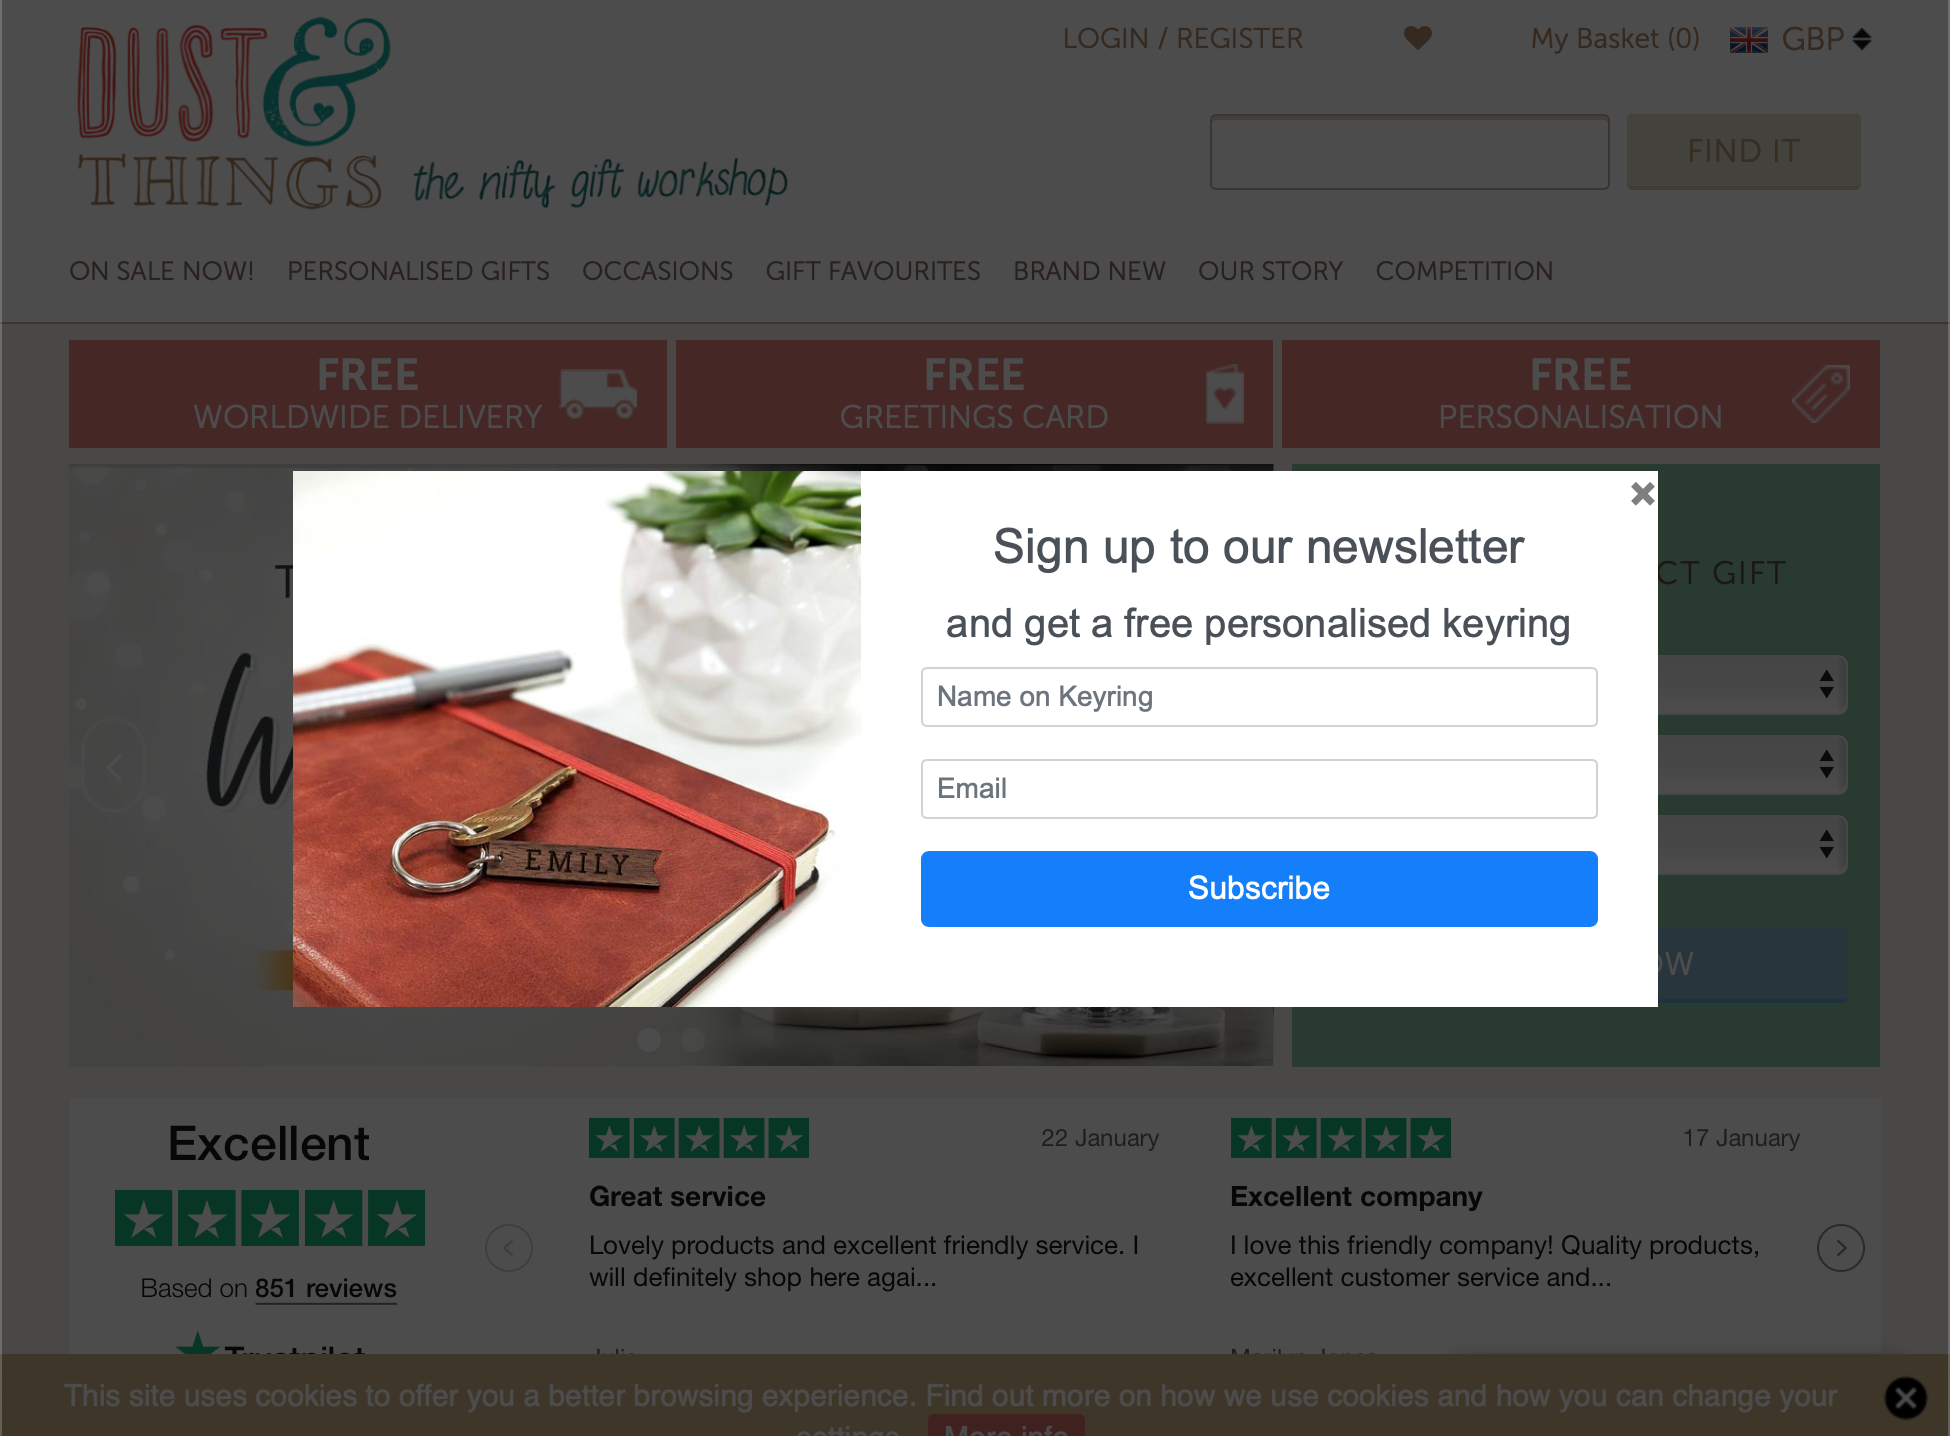 DUST &
THINGS the nifty gift workshop
LOGIN / REGISTER
My Basket (0)
GBP
FIND IT
ON SALE NOW! PERSONALISED GIFTS OCCASIONS GIFT FAVOURITES BRAND NEW OUR STORY COMPETITION
FREE
WORLDWIDE DELIVERY
FREE
GREETINGS CARD
FREE
PERSONALISATION
Sign up to our newsletter
and get a free personalised keyring
Name on Keyring
Email
Subscribe
EMILY
GIFT
Excellent
Based on 851 reviews
Trustpilot
22 January
Great service
Lovely products and excellent friendly service. I
will definitely shop here agai...
17 January
Excellent company
I love this friendly company! Quality products,
excellent customer service and...
This site uses cookies to offer you a better browsing experience. Find out more on how we use cookies and how you can change your
settings. More info